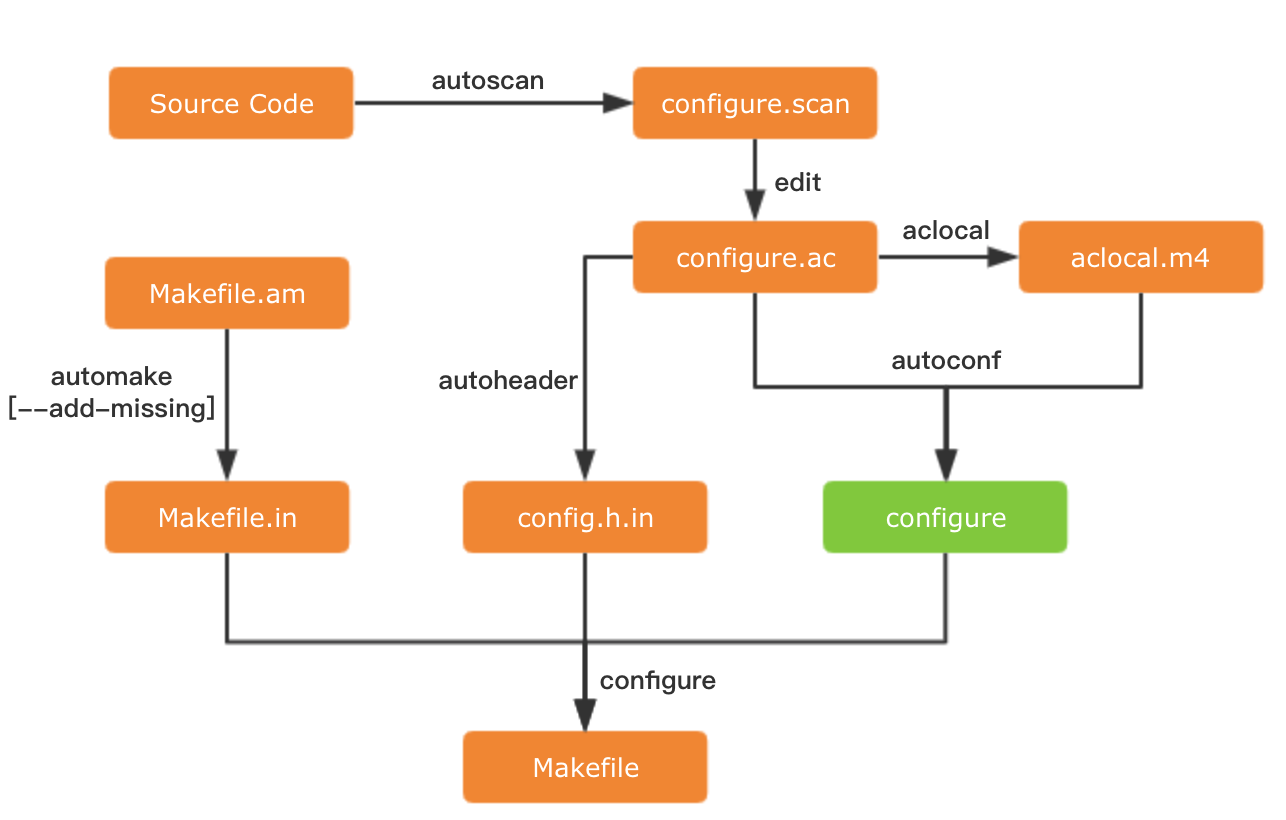 autoscan
Source Code
configure.scan
edit
aclocal
configure.ac
aclocal.m4
Makefile.am
autoconf
automake
[--add-missing]
autoheader
Makefile.in
config.h.in
configure
configure
Makefile